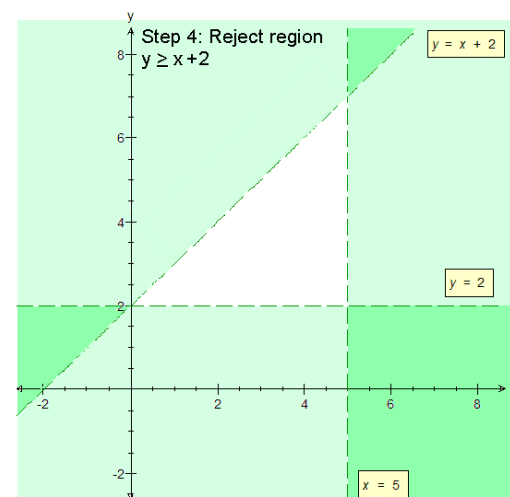 y
Step 4: Reject region
y ≥ x+2
y = x + 2
8
6
4
y = 2
2
-2
2
4
6
8
x
-2
x = 5